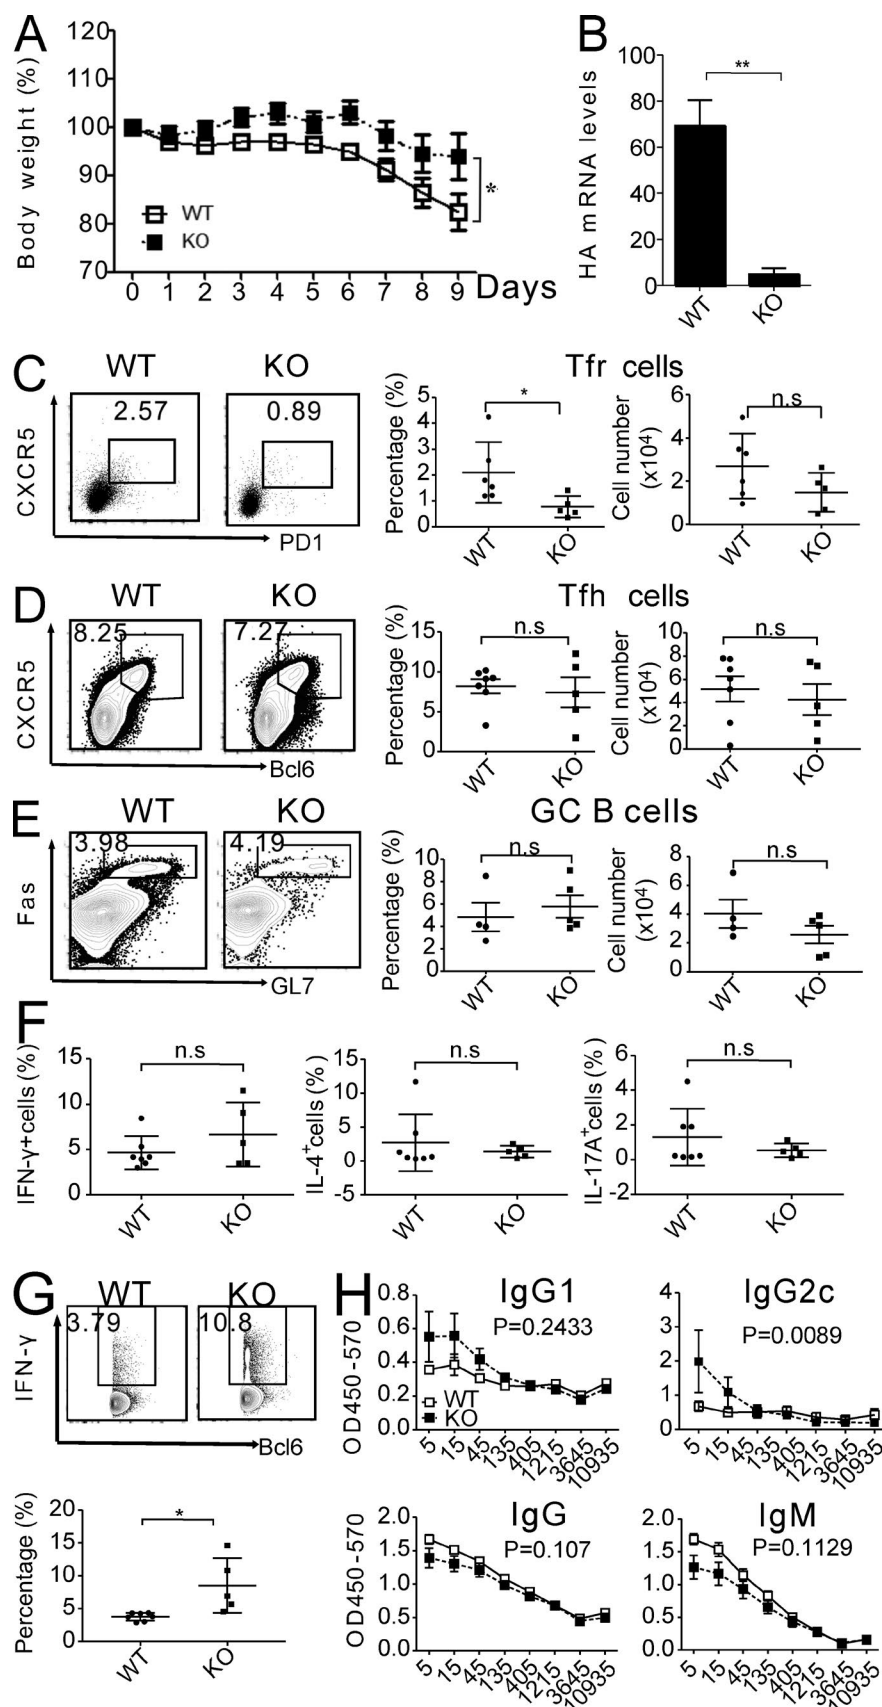 A
120
110
100
90
80
70
Body weight (%)
WT
KO
*
0 1 2 3 4 5 6 7 8 9 Days
B
100
80
60
40
20
0
HA mRNA levels
**
WT KO
C
WT KO
2.57 0.89
CXCR5
PD1
Tfr cells
5
4
3
2
1
0
Percentage (%)
*
WT KO
6
4
2
0
Cell number
(x10⁴)
n.s
WT KO
D
WT KO
8.25 7.27
CXCR5
Bcl6
Tfh cells
15
10
5
0
Percentage (%)
n.s
WT KO
10
8
6
4
2
0
Cell number
(x10⁴)
n.s
WT KO
E
WT KO
3.98 4.19
Fas
GL7
GC B cells
10
8
6
4
2
0
Percentage (%)
n.s
WT KO
8
6
4
2
0
Cell number
(x10⁴)
n.s
WT KO
F
15
10
5
0
IFN-γ+cells (%)
n.s
WT KO
15
10
5
0
-5
IL-4⁺cells (%)
n.s
WT KO
6
4
2
0
-2
IL-17A⁺cells (%)
n.s
WT KO
G
WT KO
3.79 10.8
IFN-γ
Bcl6
20
15
10
5
0
Percentage (%)
*
WT KO
H
IgG1
P=0.2433
0.8
0.6
0.4
0.2
0.0
OD450-570
WT
KO
5 15 45 135 405 1215 3645 10935
IgG2c
P=0.0089
4
3
2
1
0
5 15 45 135 405 1215 3645 10935
IgG
P=0.107
2.0
1.5
1.0
0.5
0.0
OD450-570
5 15 45 135 405 1215 3645 10935
IgM
P=0.1129
2.0
1.5
1.0
0.5
0.0
5 15 45 135 405 1215 3645 10935